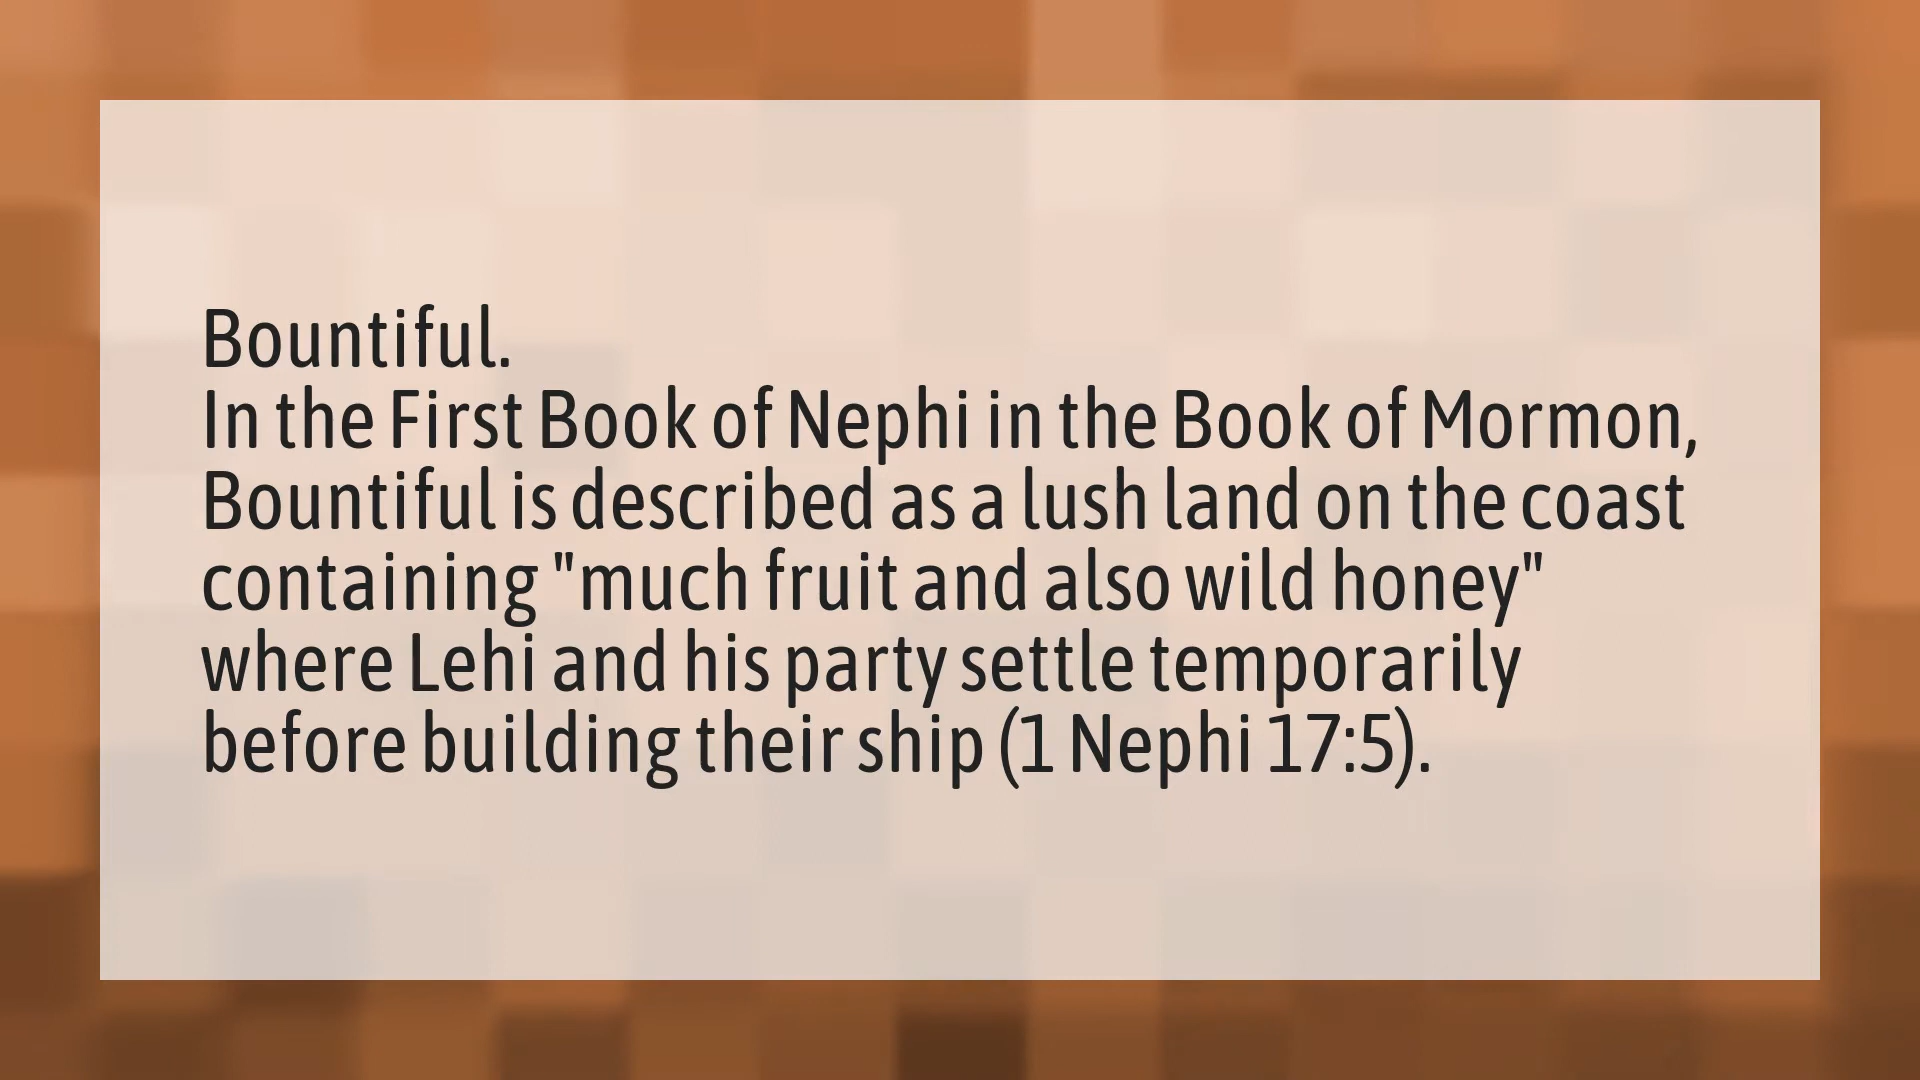 Bountiful.
In the First Book of Nephi in the Book of Mormon,
Bountiful is described as a lush land on the coast
containing "much fruit and also wild honey"
where Lehi and his party settle temporarily
before building their ship (1 Nephi 17:5).